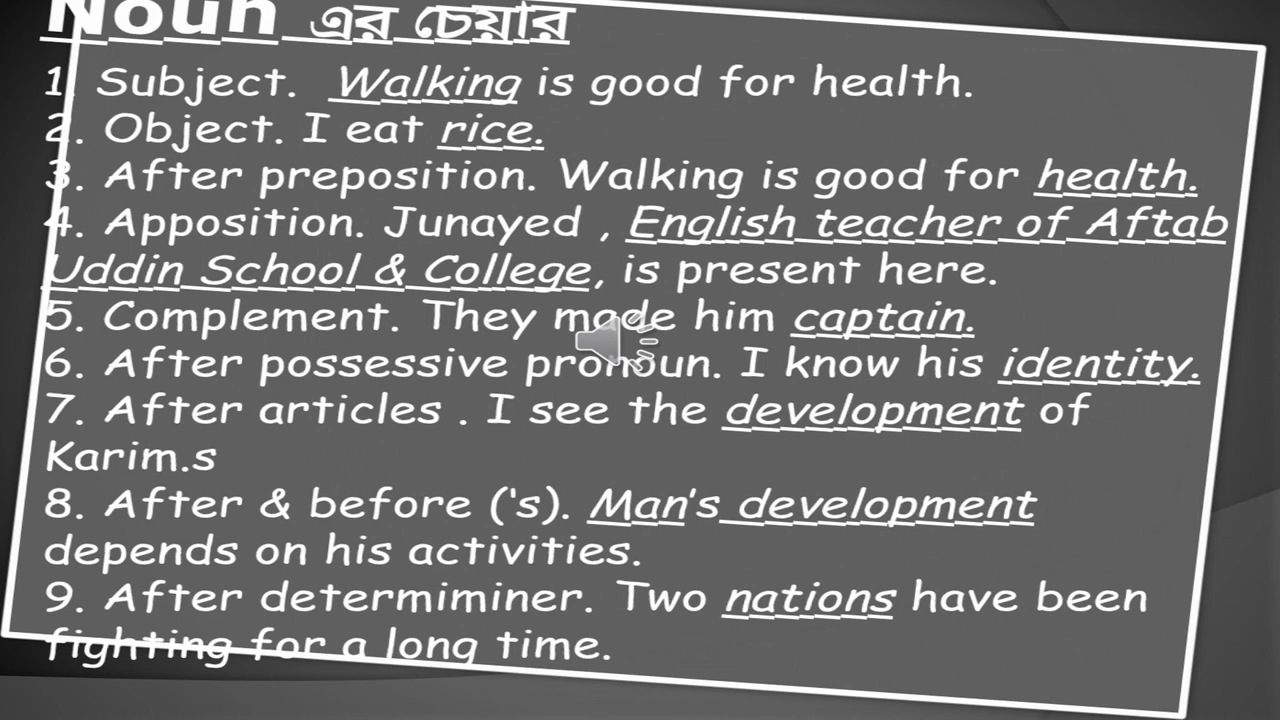 Noun এর চেয়ার
1. Subject. Walking is good for health.
2. Object. I eat rice.
3. After preposition. Walking is good for health.
4. Apposition. Junayed , English teacher of Aftab
Uddin School & College, is present here.
5. Complement. They made him captain.
6. After possessive pronoun. I know his identity.
7. After articles . I see the development of
Karim.s
8. After & before ('s). Man's development
depends on his activities.
9. After determiminer. Two nations have been
fighting for a long time.